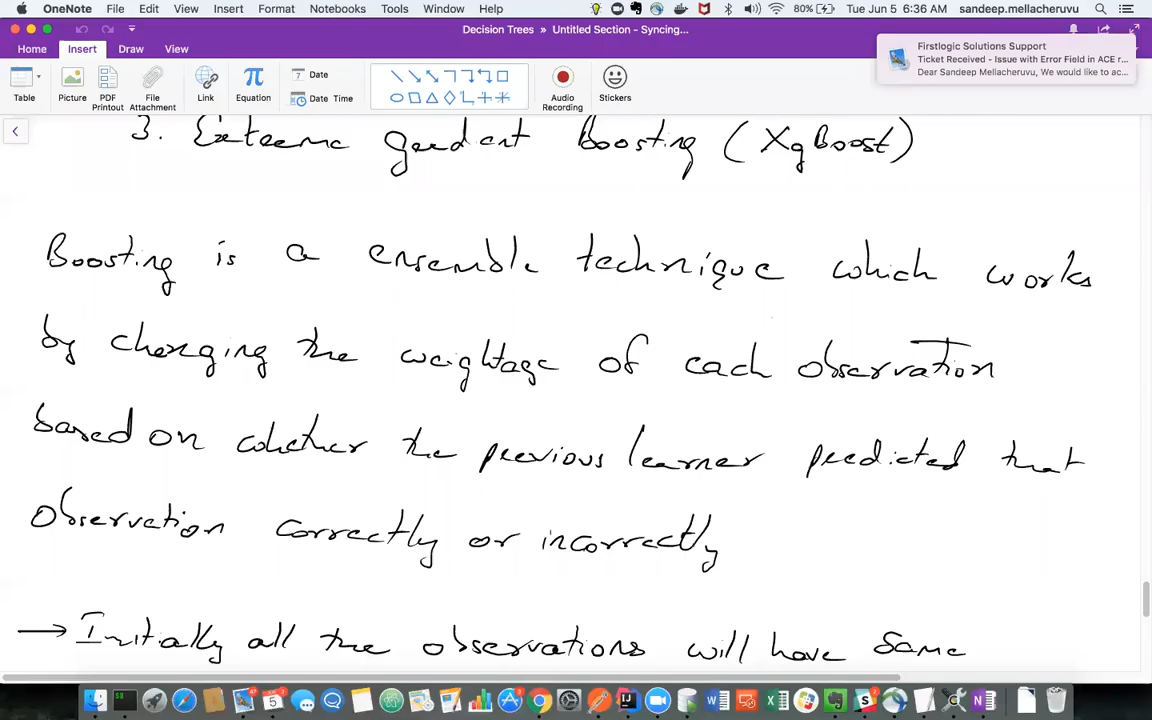 OneNote File Edit View Insert Format Notebooks Tools Window Help 80% Tue Jun 5 6:36 AM sandeep.mellacheruvu
Decision Trees » Untitled Section - Syncing...
Home Insert Draw View
Firstlogic Solutions Support
Ticket Received - Issue with Error Field in ACE r...
Dear Sandeep Mellacheruvu, We would like to ac...
Date
Date Time
Table Picture PDF Printout File Attachment Link Equation Audio Recording Stickers
3. Extreme gradient Boosting (XgBoost)
Boosting is a ensemble technique which works
by changing the weightage of each observation
based on whether the previous learner predicted that
observation correctly or incorrectly
→ Initially all the observations will have same